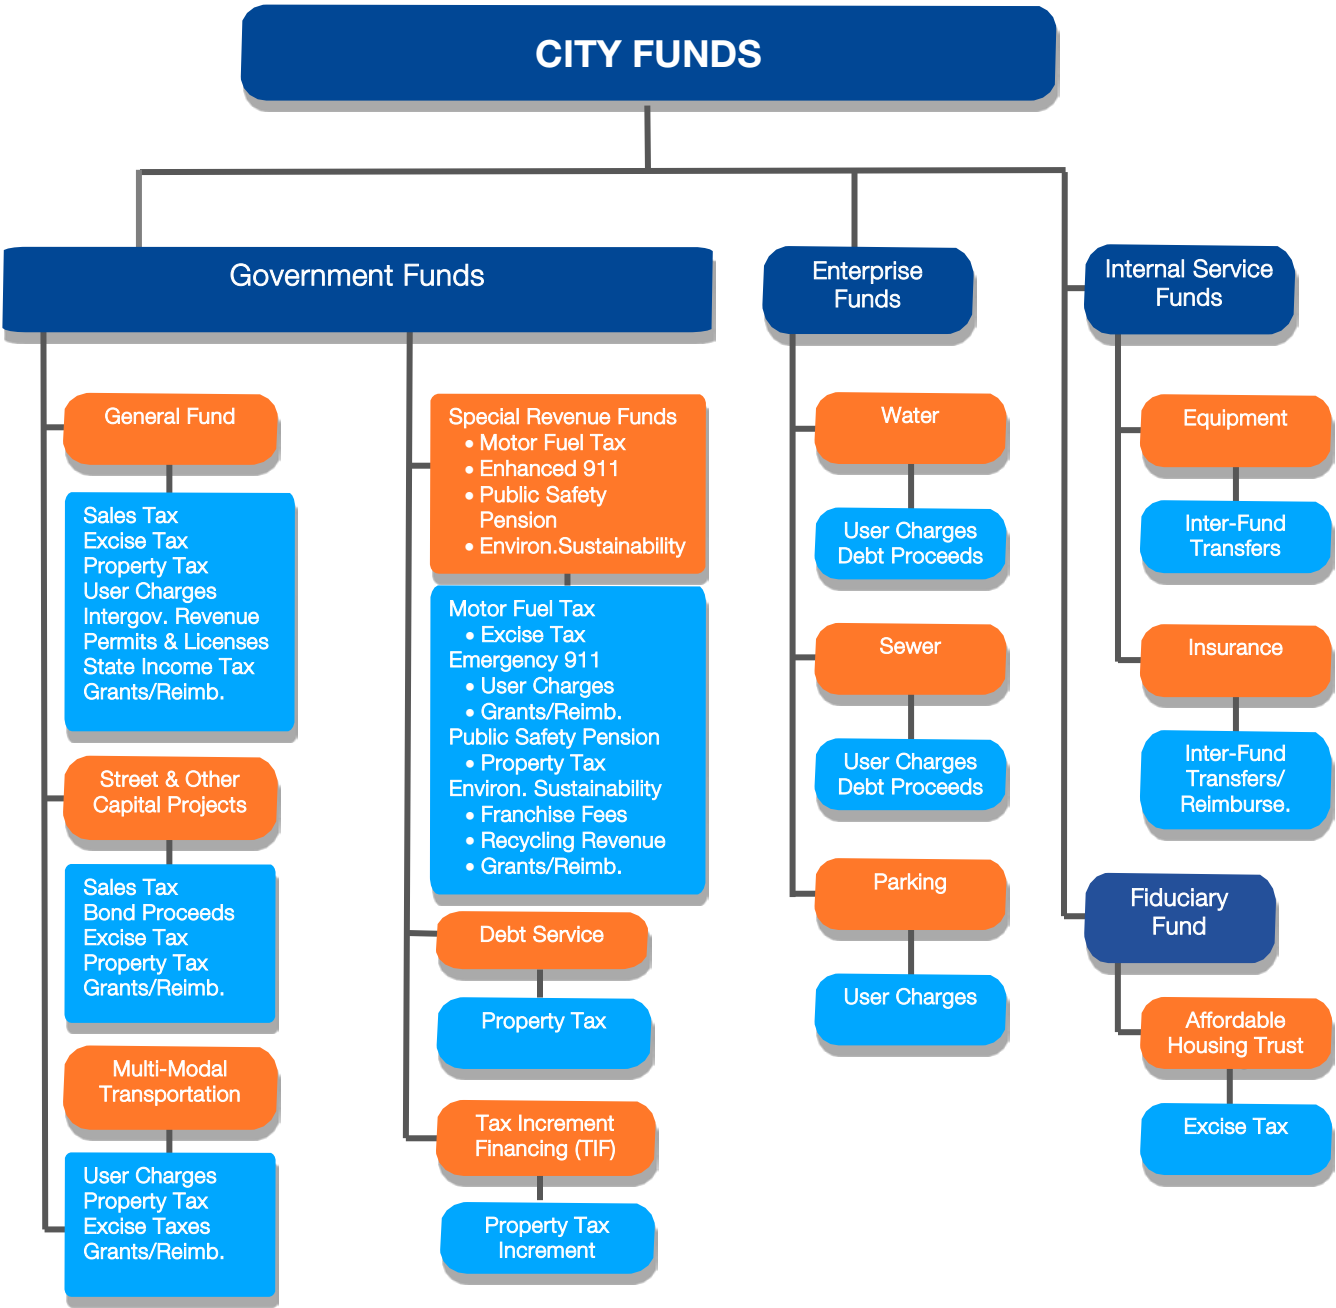 CITY FUNDS
Government Funds
General Fund
Sales Tax
Excise Tax
Property Tax
User Charges
Intergov. Revenue
Permits & Licenses
State Income Tax
Grants/Reimb.
Street & Other
Capital Projects
Sales Tax
Bond Proceeds
Excise Tax
Property Tax
Grants/Reimb.
Multi-Modal
Transportation
User Charges
Property Tax
Excise Taxes
Grants/Reimb.
Special Revenue Funds
• Motor Fuel Tax
• Enhanced 911
• Public Safety
Pension
• Environ.Sustainability
Motor Fuel Tax
• Excise Tax
Emergency 911
• User Charges
• Grants/Reimb.
Public Safety Pension
• Property Tax
Environ. Sustainability
• Franchise Fees
• Recycling Revenue
• Grants/Reimb.
Debt Service
Property Tax
Tax Increment
Financing (TIF)
Property Tax
Increment
Enterprise
Funds
Water
User Charges
Debt Proceeds
Sewer
User Charges
Debt Proceeds
Parking
User Charges
Internal Service
Funds
Equipment
Inter-Fund
Transfers
Insurance
Inter-Fund
Transfers/
Reimburse.
Fiduciary
Fund
Affordable
Housing Trust
Excise Tax